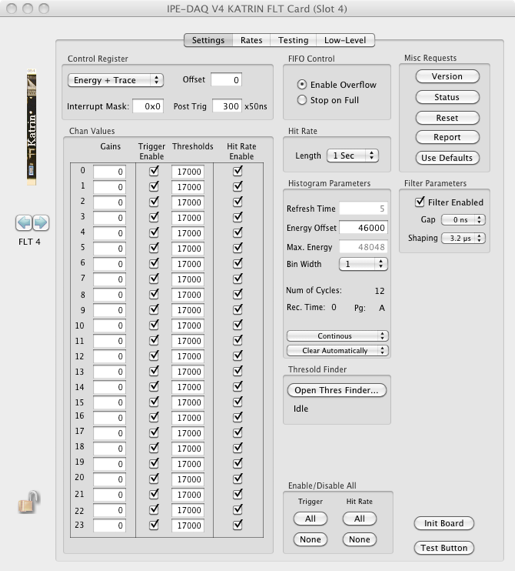 IPE-DAQ V4 KATRIN FLT Card (Slot 4)
Settings Rates Testing Low-Level
Control Register
Energy + Trace Offset 0
Interrupt Mask: 0x0 Post Trig 300 x50ns
FIFO Control
Enable Overflow
Stop on Full
Misc Requests
Version
Status
Reset
Report
Use Defaults
Katrin
FLT 4
Chan Values
Gains Trigger Enable Thresholds Hit Rate Enable
0 0 17000
1 0 17000
2 0 17000
3 0 17000
4 0 17000
5 0 17000
6 0 17000
7 0 17000
8 0 17000
9 0 17000
10 0 17000
11 0 17000
12 0 17000
13 0 17000
14 0 17000
15 0 17000
16 0 17000
17 0 17000
18 0 17000
19 0 17000
20 0 17000
21 0 17000
22 0 17000
23 0 17000
Hit Rate
Length 1 Sec
Histogram Parameters
Refresh Time 5
Energy Offset 46000
Max. Energy 48048
Bin Width 1
Num of Cycles: 12
Rec. Time: 0 Pg: A
Continous
Clear Automatically
Filter Parameters
Filter Enabled
Gap 0 ns
Shaping 3.2 µs
Thresold Finder
Open Thres Finder...
Idle
Enable/Disable All
Trigger Hit Rate
All All
None None
Init Board
Test Button